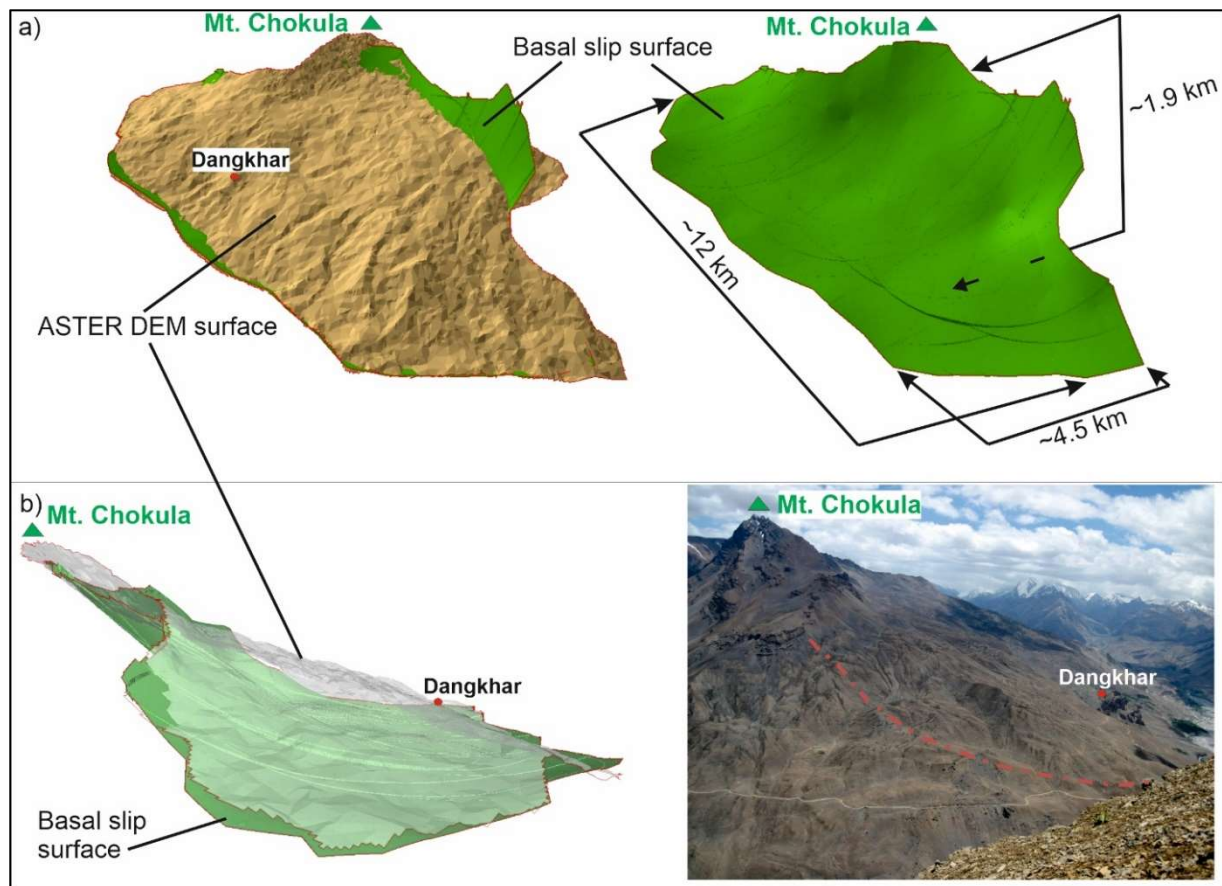 a)
Mt. Chokula
Basal slip surface
Mt. Chokula
~1.9 km
Dangkhar
~12 km
ASTER DEM surface
~4.5 km
b)
Mt. Chokula
Dangkhar
Basal slip
surface
Mt. Chokula
Dangkhar